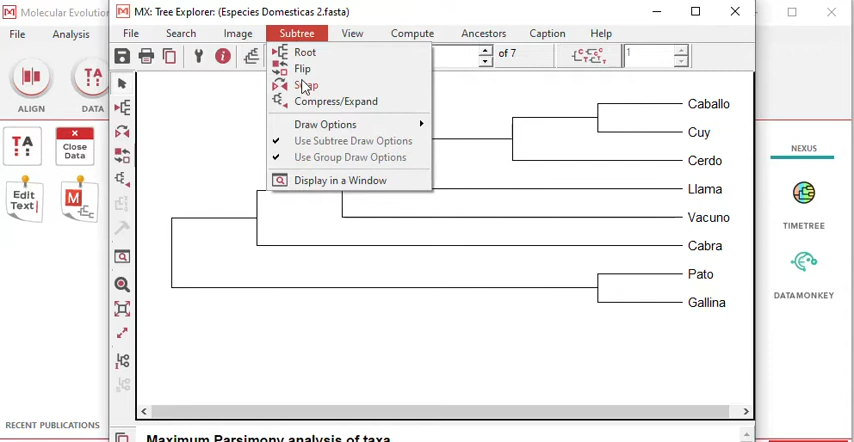 Molecular Evolution
File Analysis
ALIGN
DATA
TA
Close
Data
Edit
Text
RECENT PUBLICATIONS
MX: Tree Explorer: (Especies Domesticas 2.fasta)
File Search Image Subtree View Compute Ancestors Caption Help
of 7
1
Root
Flip
Swap
Compress/Expand
Draw Options
Use Subtree Draw Options
Use Group Draw Options
Display in a Window
Caballo
Cuy
Cerdo
Llama
Vacuno
Cabra
Pato
Gallina
Maximum Parsimony analysis of taxa
NEXUS
TIMETREE
DATAMONKEY